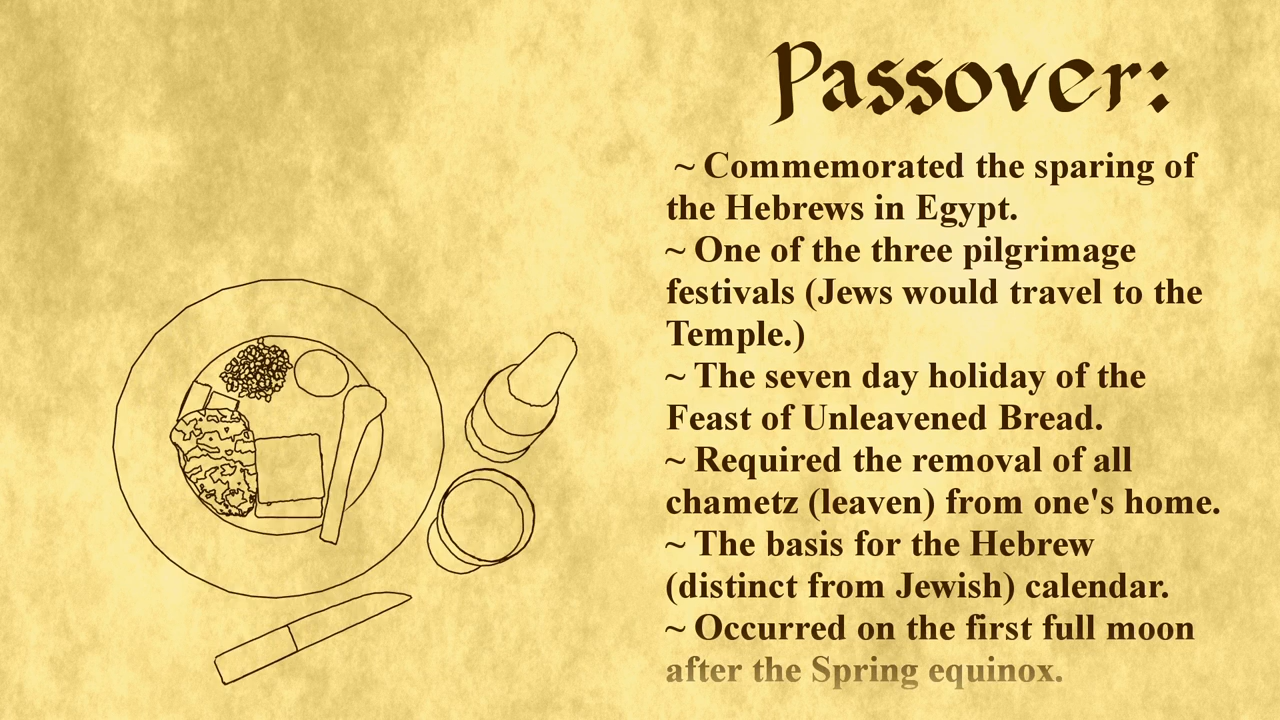 Passover:
~ Commemorated the sparing of
the Hebrews in Egypt.
~ One of the three pilgrimage
festivals (Jews would travel to the
Temple.)
~ The seven day holiday of the
Feast of Unleavened Bread.
~ Required the removal of all
chametz (leaven) from one's home.
~ The basis for the Hebrew
(distinct from Jewish) calendar.
~ Occurred on the first full moon
after the Spring equinox.